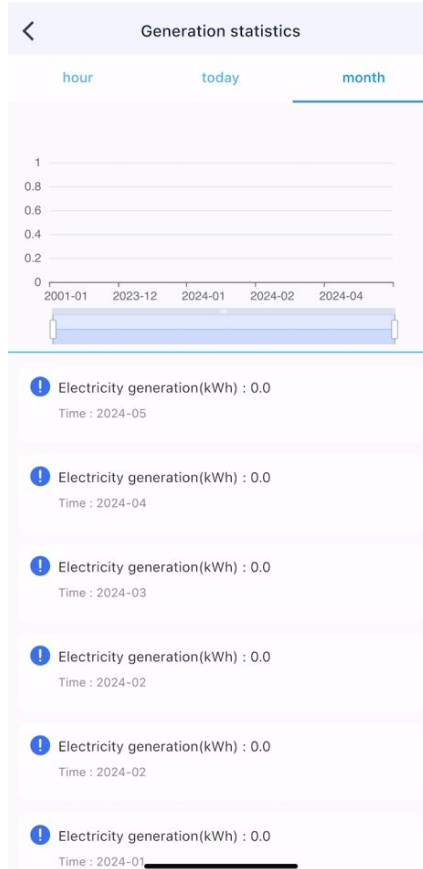 Generation statistics
hour today month
1
0.8
0.6
0.4
0.2
0
2001-01 2023-12 2024-01 2024-02 2024-04
Electricity generation(kWh) : 0.0
Time : 2024-05
Electricity generation(kWh) : 0.0
Time : 2024-04
Electricity generation(kWh) : 0.0
Time : 2024-03
Electricity generation(kWh) : 0.0
Time : 2024-02
Electricity generation(kWh) : 0.0
Time : 2024-02
Electricity generation(kWh) : 0.0
Time : 2024-01